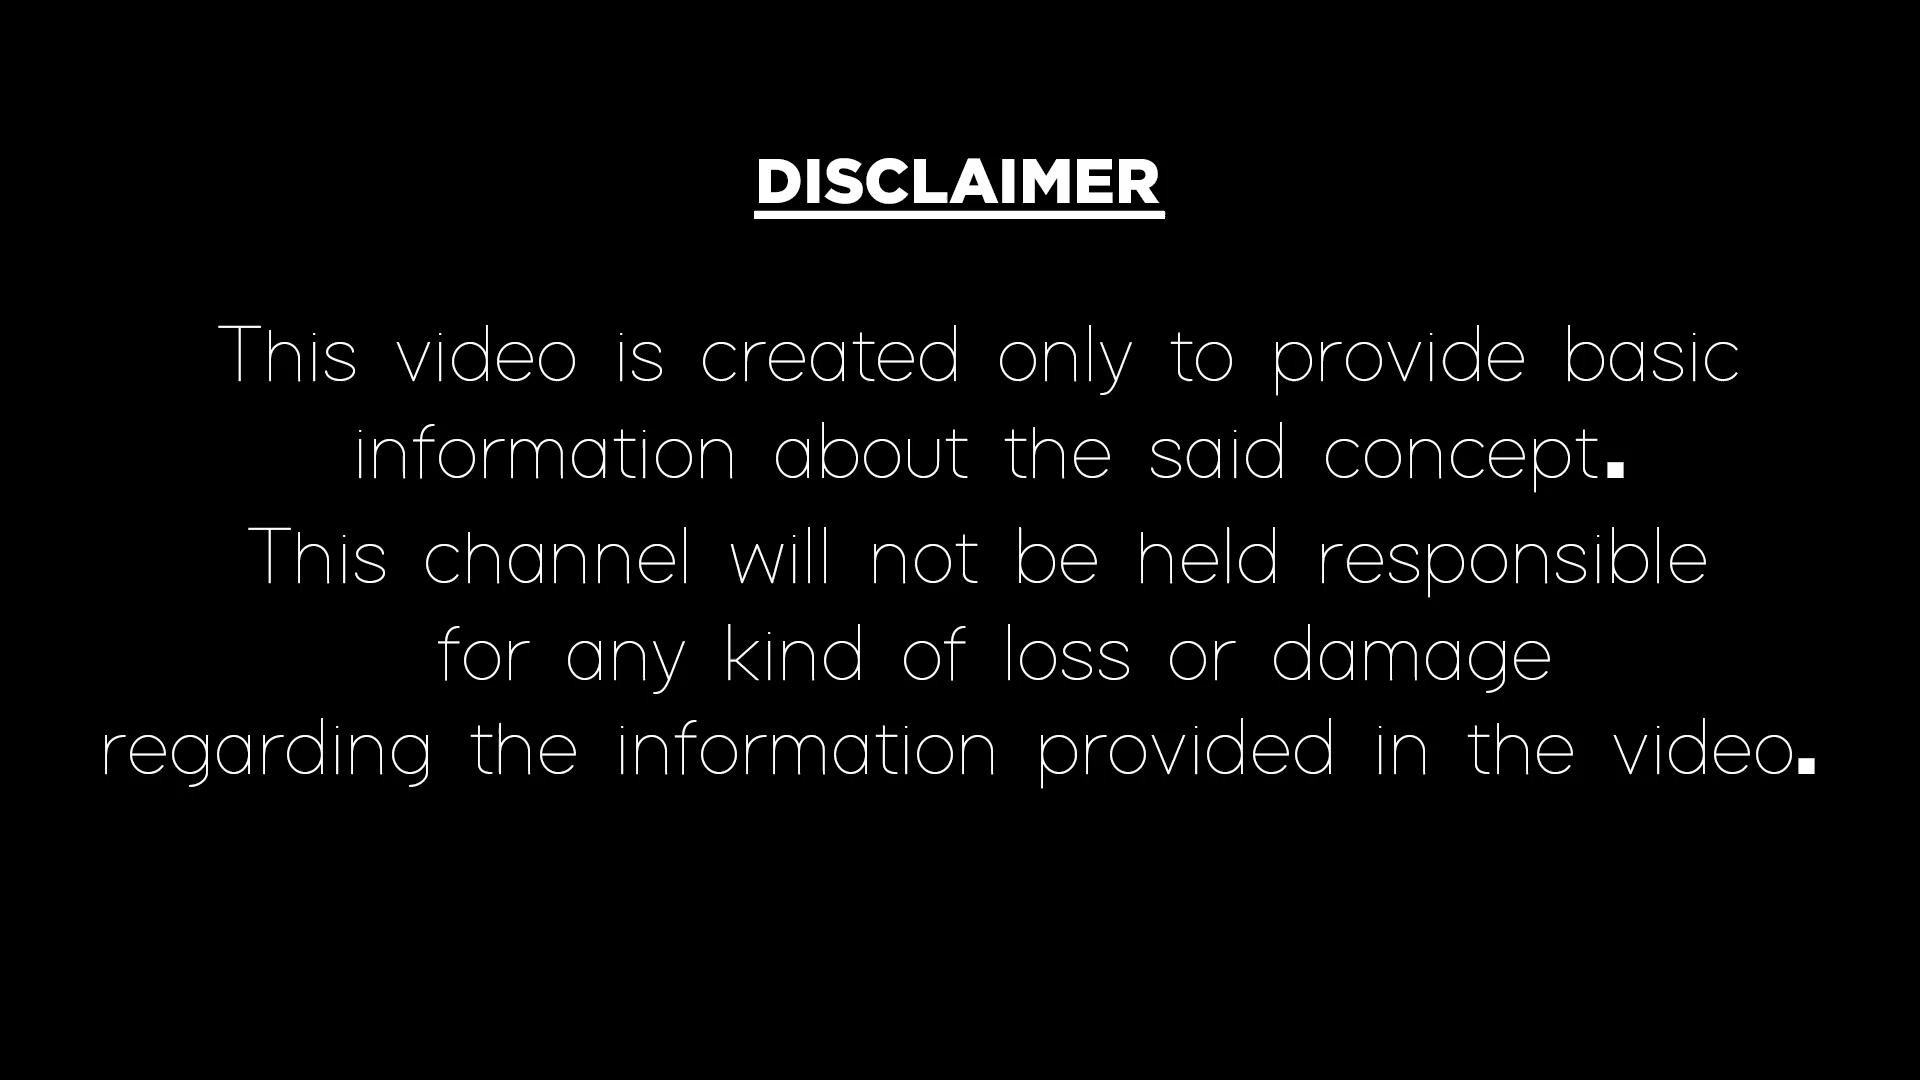 DISCLAIMER
This video is created only to provide basic
information about the said concept.
This channel will not be held responsible
for any kind of loss or damage
regarding the information provided in the video.